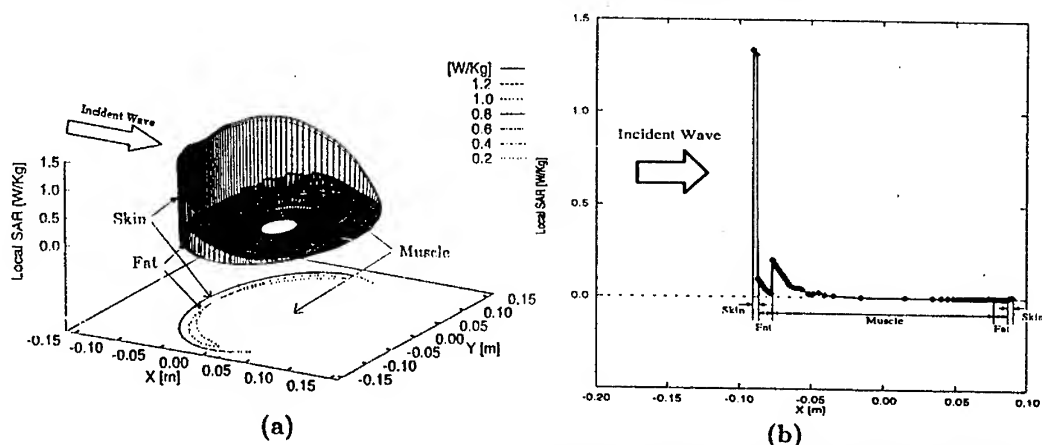 [W/Kg]
1.2
1.0
0.8
0.6
0.4
0.2
Incident Wave
Local SAR [W/Kg]
1.5
1.0
0.5
0.0
Skin
Fat
Muscle
-0.15
-0.10
-0.05
0.00
0.05
0.10
0.15
X [m]
-0.15
-0.10
-0.05
0.00
0.05
0.10
0.15
Y [m]
(a)
Local SAR [W/Kg]
1.5
1.0
0.5
0.0
-0.5
Incident Wave
Skin
Fat
Muscle
Fat
Skin
-0.20
-0.15
-0.10
-0.05
0.00
0.05
0.10
X [m]
(b)